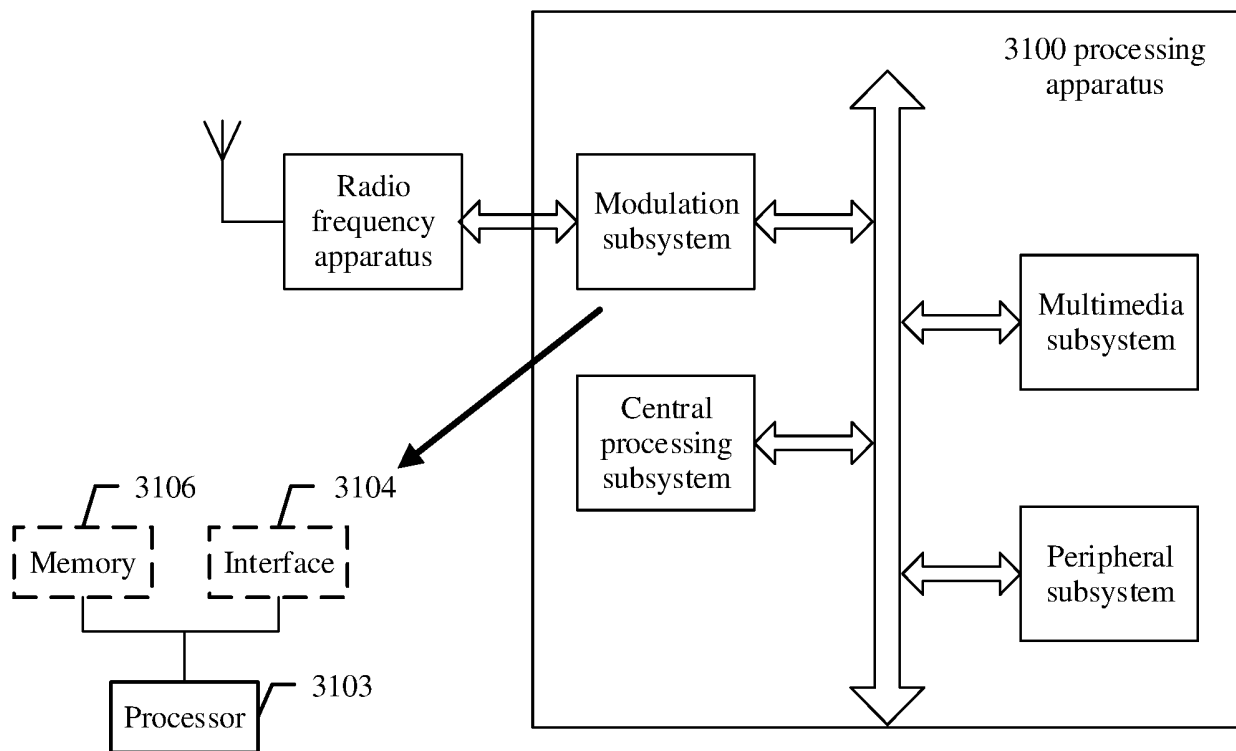 3100 processing
apparatus
Radio
frequency
apparatus
Modulation
subsystem
Multimedia
subsystem
Central
processing
subsystem
3106
3104
Memory
Interface
Peripheral
subsystem
3103
Processor